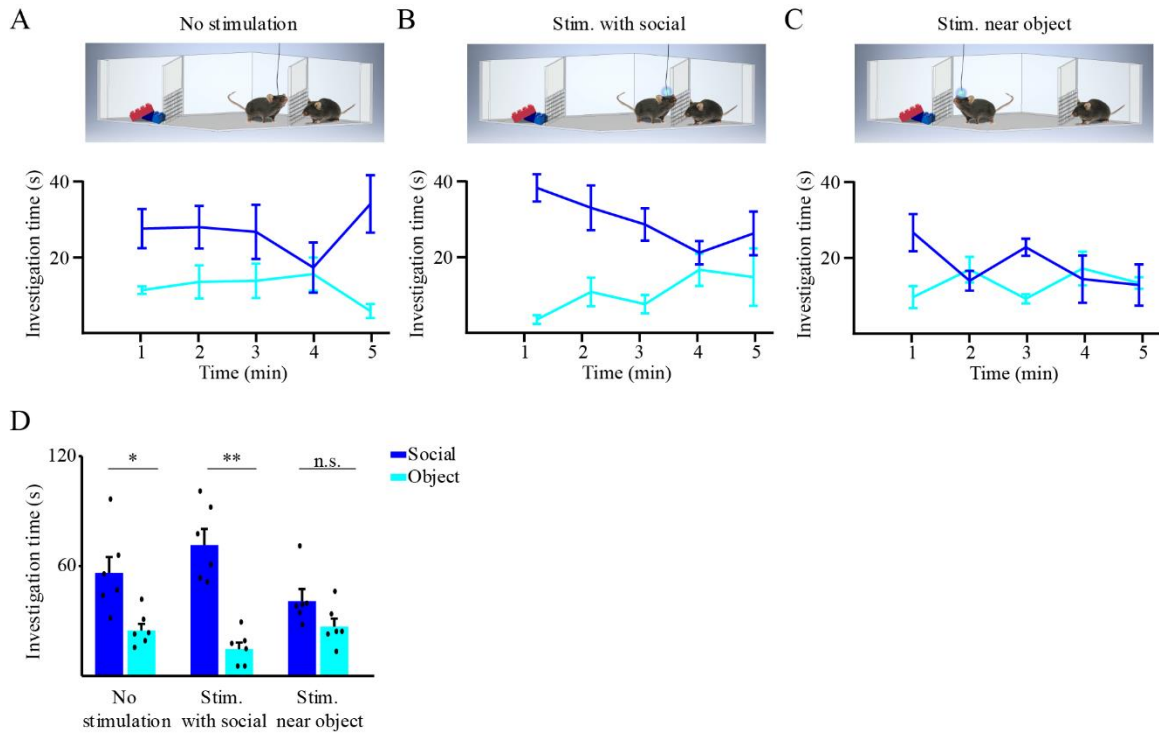 A
No stimulation
B
Stim. with social
C
Stim. near object
Investigation time (s)
40
20
1 2 3 4 5
Time (min)
Investigation time (s)
40
20
1 2 3 4 5
Time (min)
Investigation time (s)
40
20
1 2 3 4 5
Time (min)
D
Investigation time (s)
120
60
* ** n.s.
Social
Object
No
stimulation
Stim.
with social
Stim.
near object